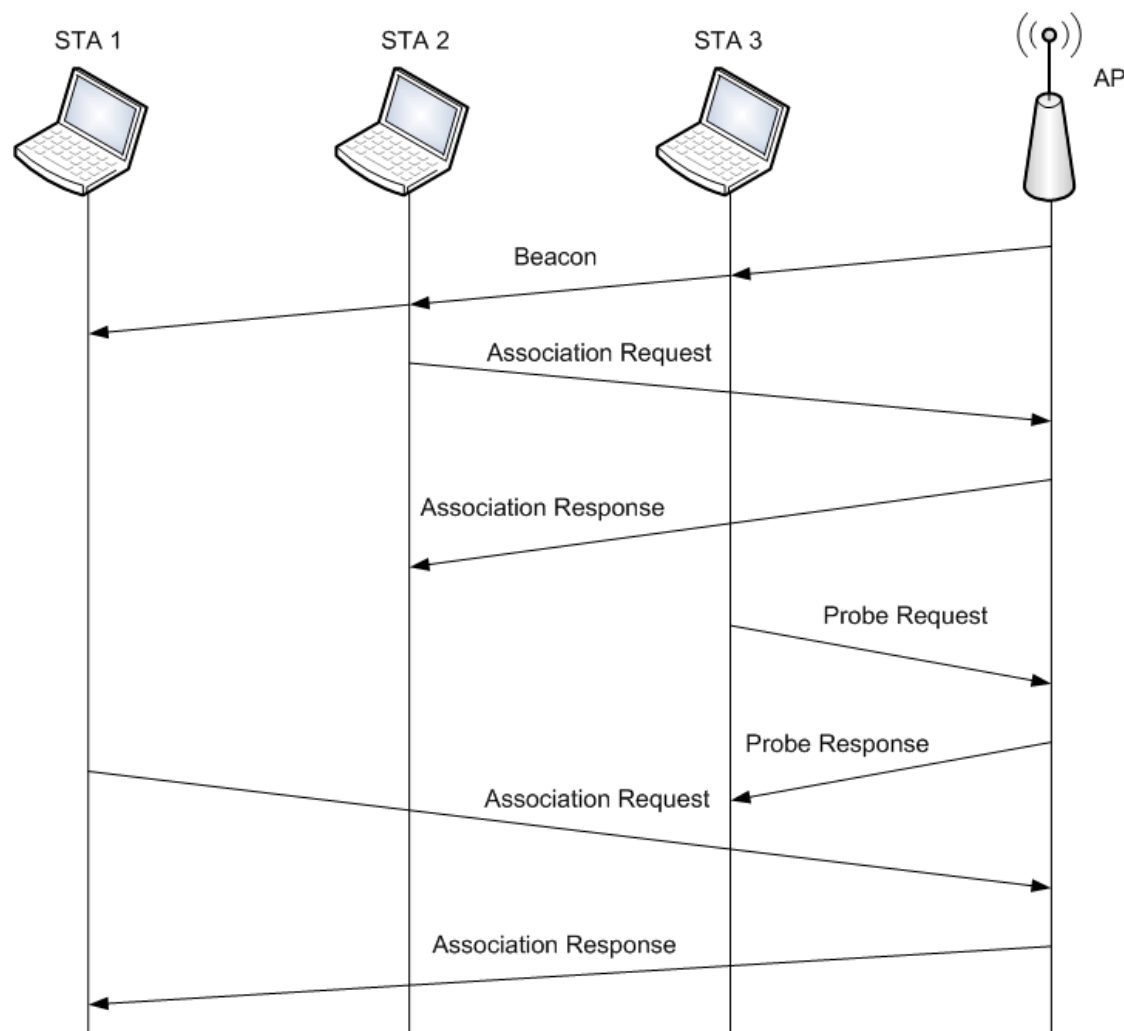 STA 1
STA 2
STA 3
AP
Beacon
Association Request
Association Response
Probe Request
Probe Response
Association Request
Association Response